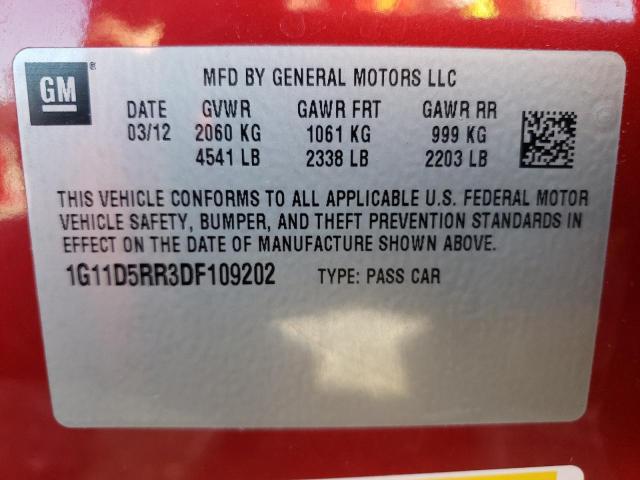 GM ®
MFD BY GENERAL MOTORS LLC
DATE GVWR GAWR FRT GAWR RR
03/12 2060 KG 1061 KG 999 KG
4541 LB 2338 LB 2203 LB
THIS VEHICLE CONFORMS TO ALL APPLICABLE U.S. FEDERAL MOTOR
VEHICLE SAFETY, BUMPER, AND THEFT PREVENTION STANDARDS IN
EFFECT ON THE DATE OF MANUFACTURE SHOWN ABOVE.
1G11D5RR3DF109202 TYPE: PASS CAR